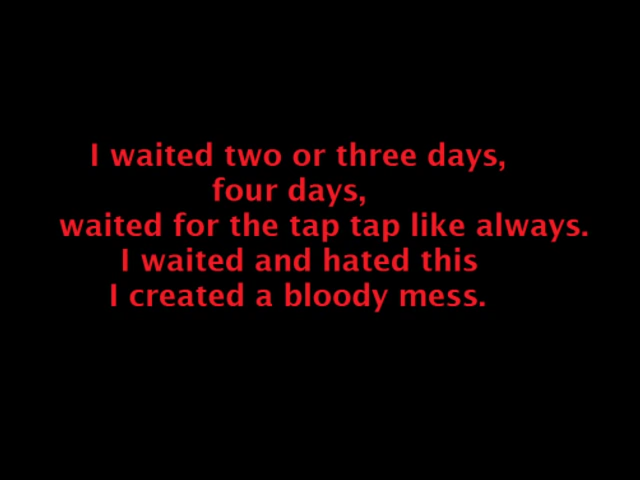 I waited two or three days,
four days,
waited for the tap tap like always.
I waited and hated this
I created a bloody mess.